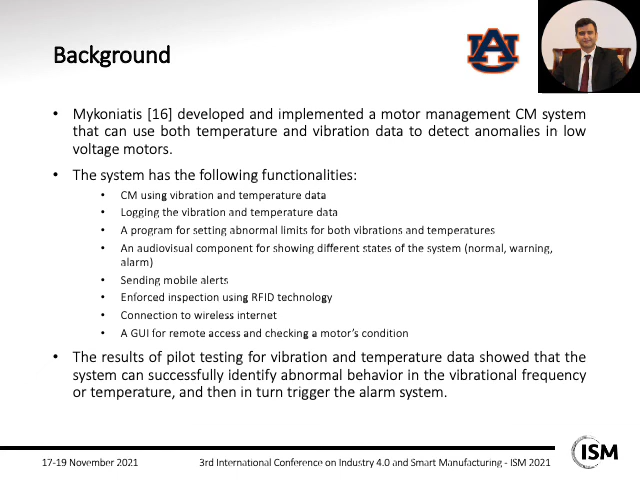 Background
• Mykoniatis [16] developed and implemented a motor management CM system
that can use both temperature and vibration data to detect anomalies in low
voltage motors.
• The system has the following functionalities:
• CM using vibration and temperature data
• Logging the vibration and temperature data
• A program for setting abnormal limits for both vibrations and temperatures
• An audiovisual component for showing different states of the system (normal, warning,
alarm)
• Sending mobile alerts
• Enforced inspection using RFID technology
• Connection to wireless internet
• A GUI for remote access and checking a motor's condition
• The results of pilot testing for vibration and temperature data showed that the
system can successfully identify abnormal behavior in the vibrational frequency
or temperature, and then in turn trigger the alarm system.
17-19 November 2021 3rd International Conference on Industry 4.0 and Smart Manufacturing - ISM 2021
ISM